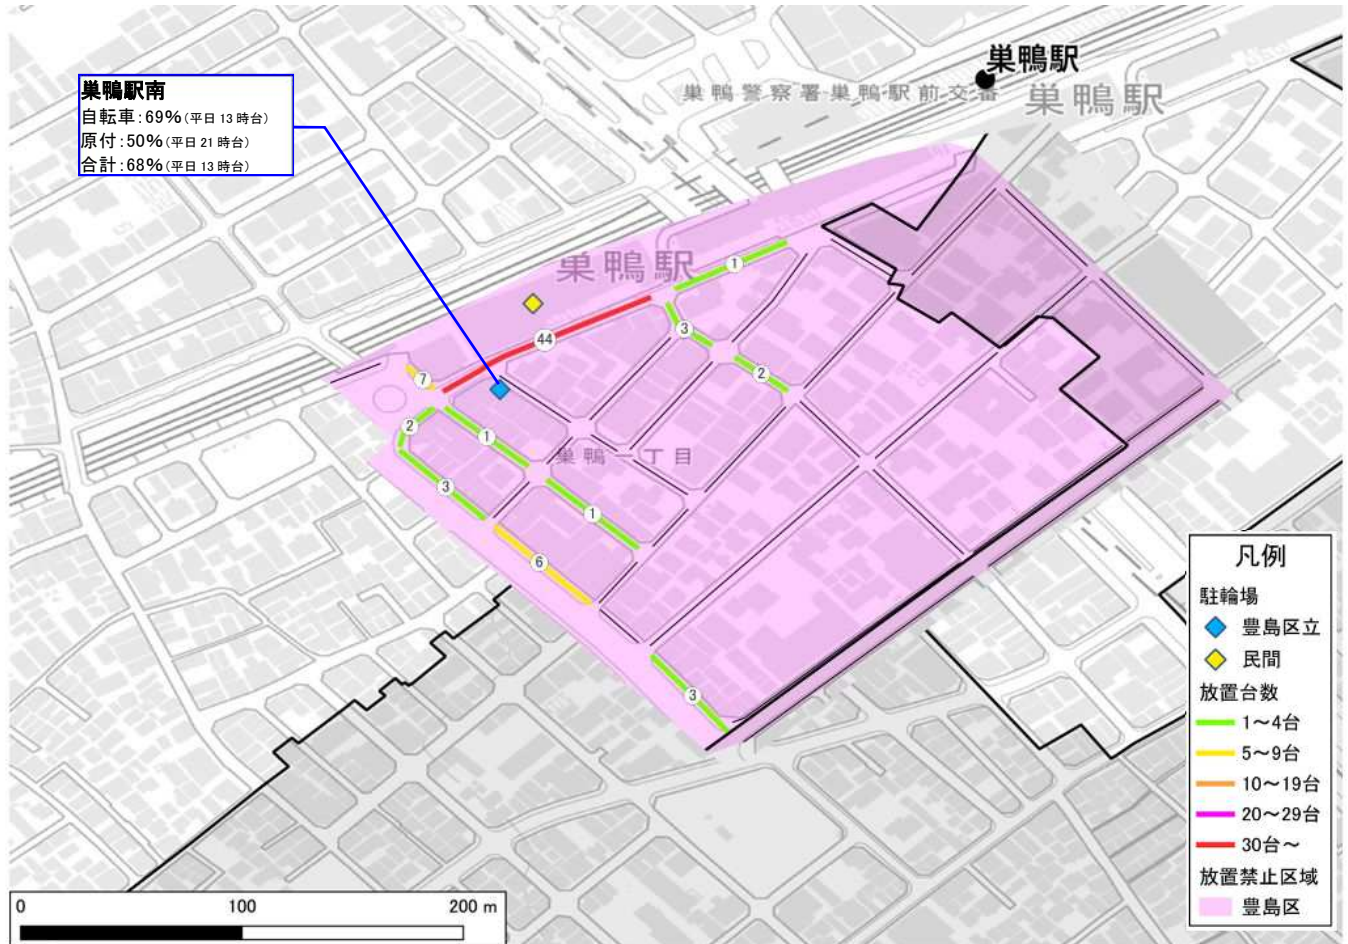 巣鴨駅
巣鴨警察署巣鴨駅前交番
巣鴨駅
巣鴨駅南
自転車:69%(平日13時台)
原付:50%(平日21時台)
合計:68%(平日13時台)
巣鴨駅
1
44
3
2
7
2
1
巣鴨一丁目
3
1
6
3
凡例
駐輪場
豊島区立
民間
放置台数
1~4台
5~9台
10~19台
20~29台
30台~
放置禁止区域
豊島区
0 100 200 m